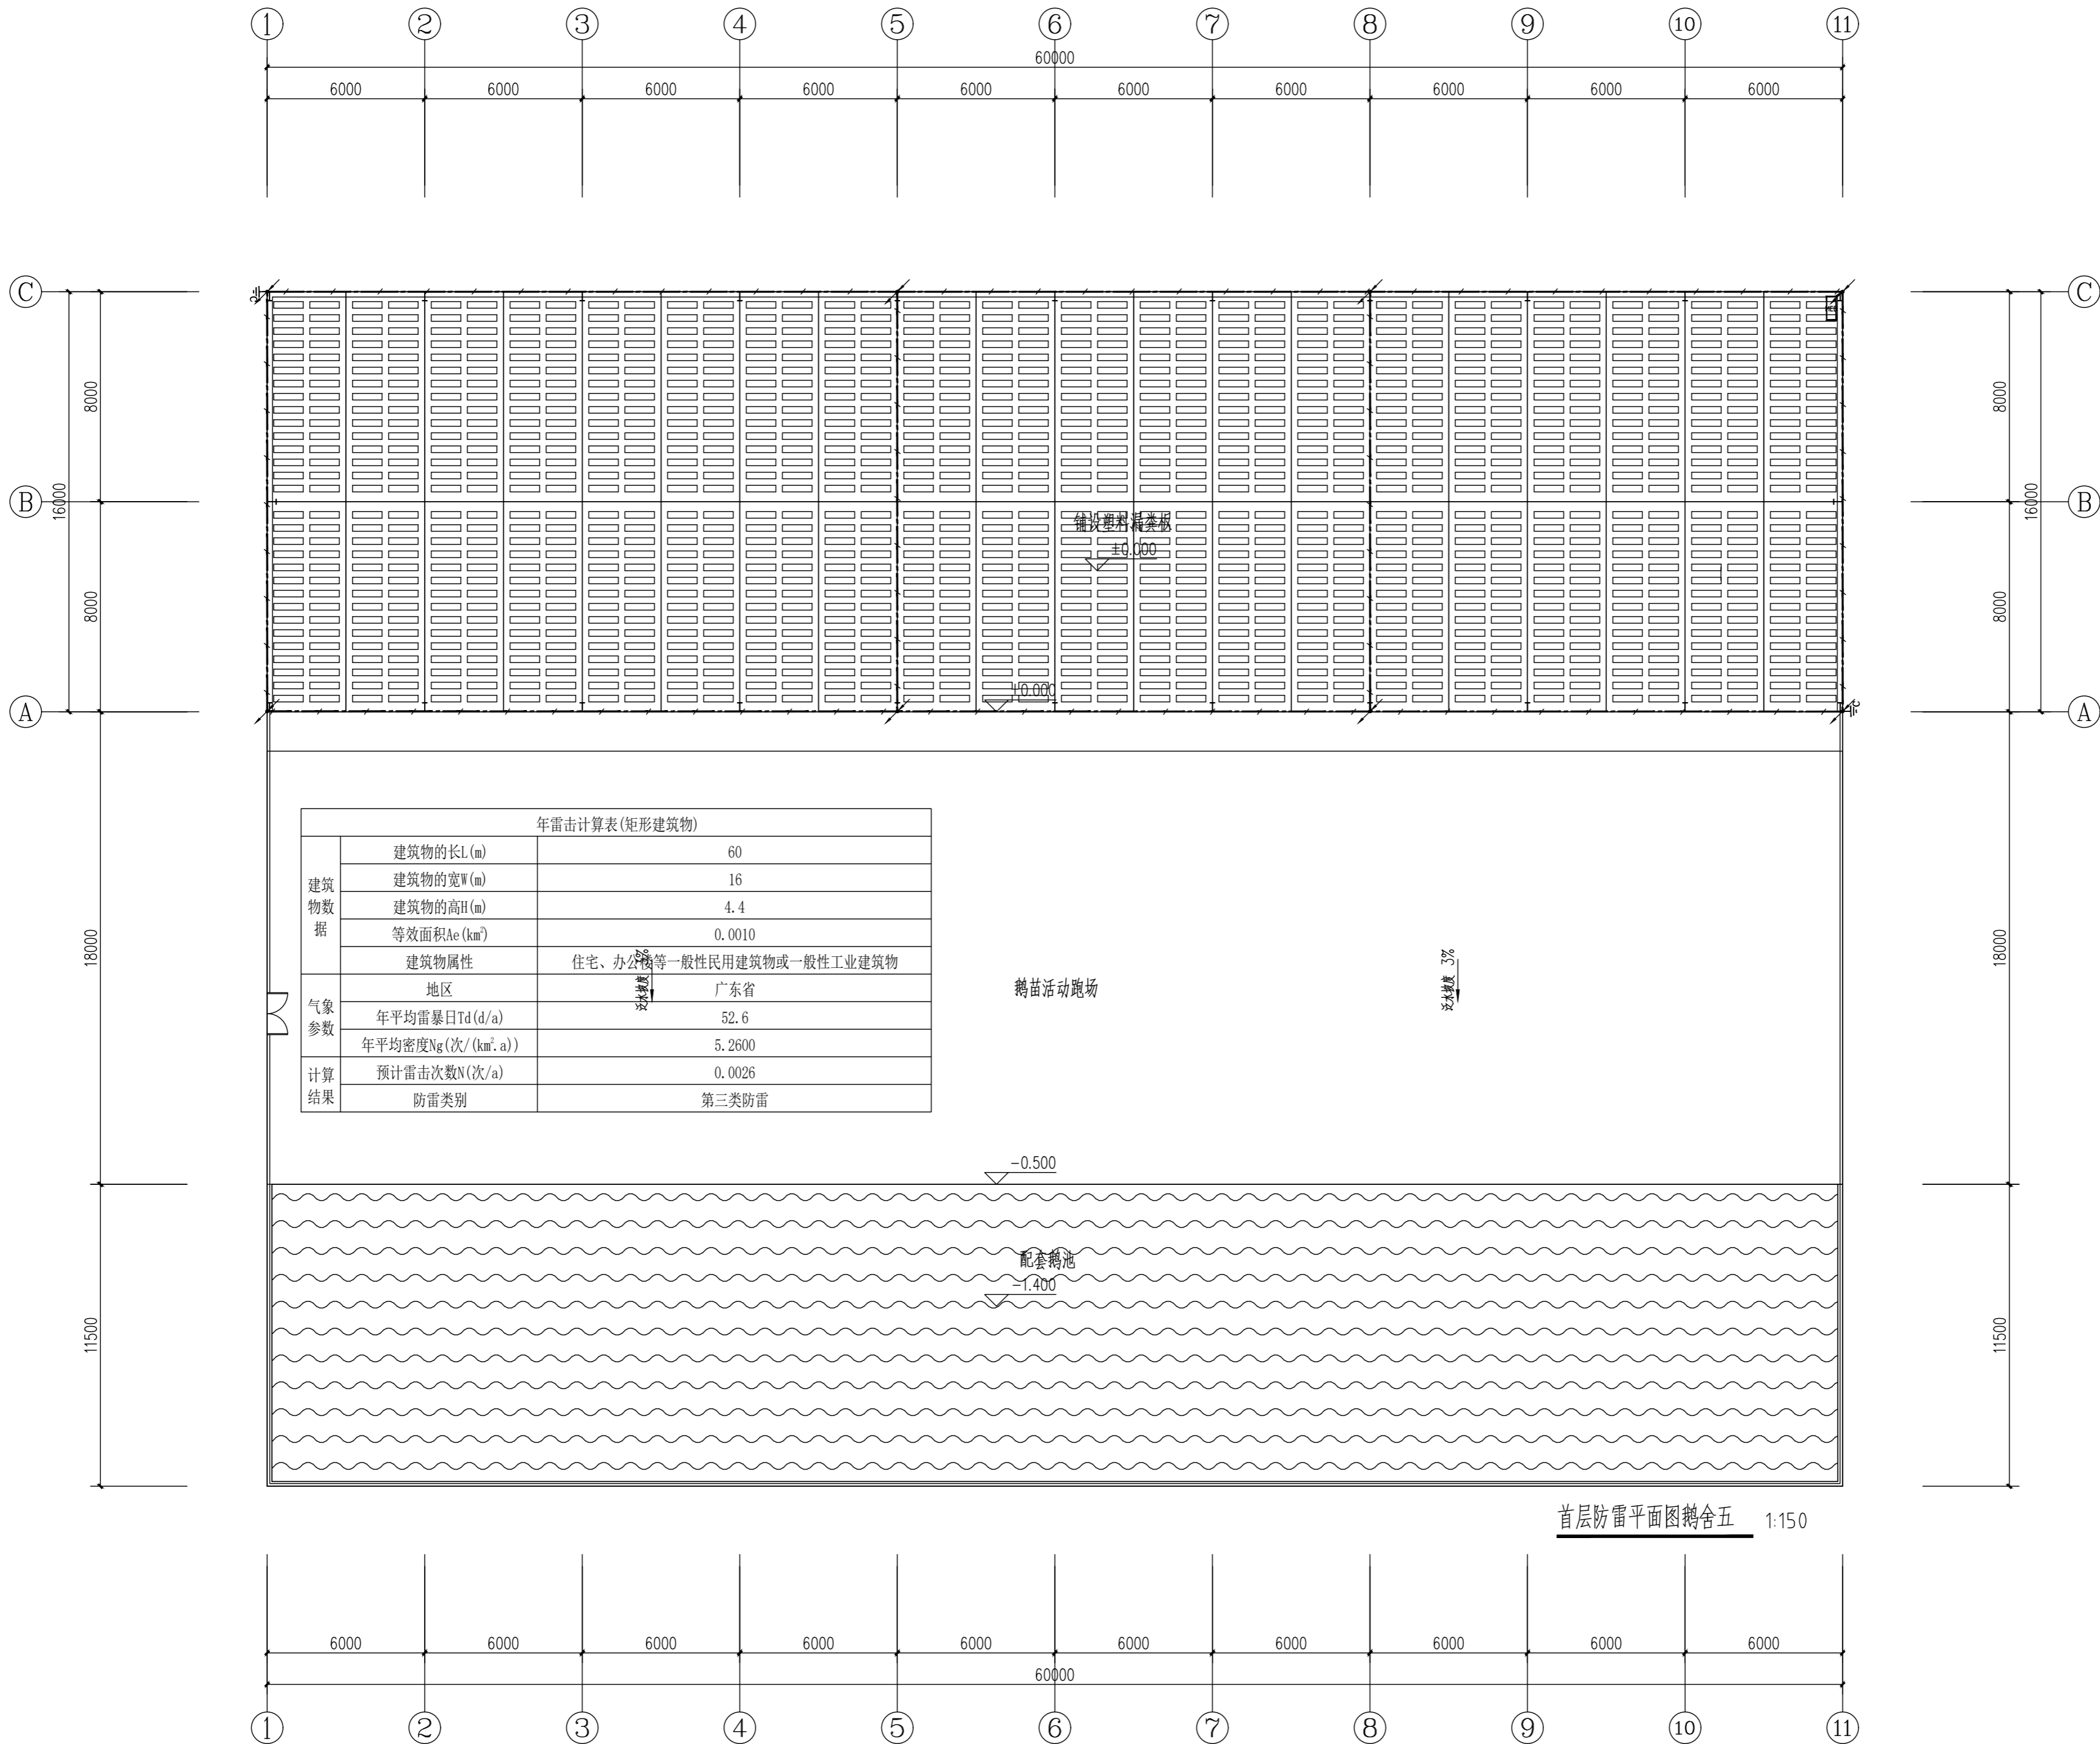 1 2 3 4 5 6 7 8 9 10 11
60000
6000 6000 6000 6000 6000 6000 6000 6000 6000 6000
C C
8000 8000
16000 16000
B B
铺设塑料漏粪板
±0.000
8000 8000
±0.000
A A
年雷击计算表(矩形建筑物)
建筑物数据
建筑物的长L(m) 60
建筑物的宽W(m) 16
建筑物的高H(m) 4.4
等效面积Ae(km²) 0.0010
建筑物属性 住宅、办公楼等一般性民用建筑物或一般性工业建筑物
气象参数
地区 广东省
年平均雷暴日Td(d/a) 52.6
年平均密度Ng(次/(km².a)) 5.2600
计算结果
预计雷击次数N(次/a) 0.0026
防雷类别 第三类防雷
18000 18000
泛水坡度 3%
鹅苗活动跑场
泛水坡度 3%
-0.500
配套鹅池
-1.400
11500 11500
首层防雷平面图鹅舍五 1:150
6000 6000 6000 6000 6000 6000 6000 6000 6000 6000
60000
1 2 3 4 5 6 7 8 9 10 11